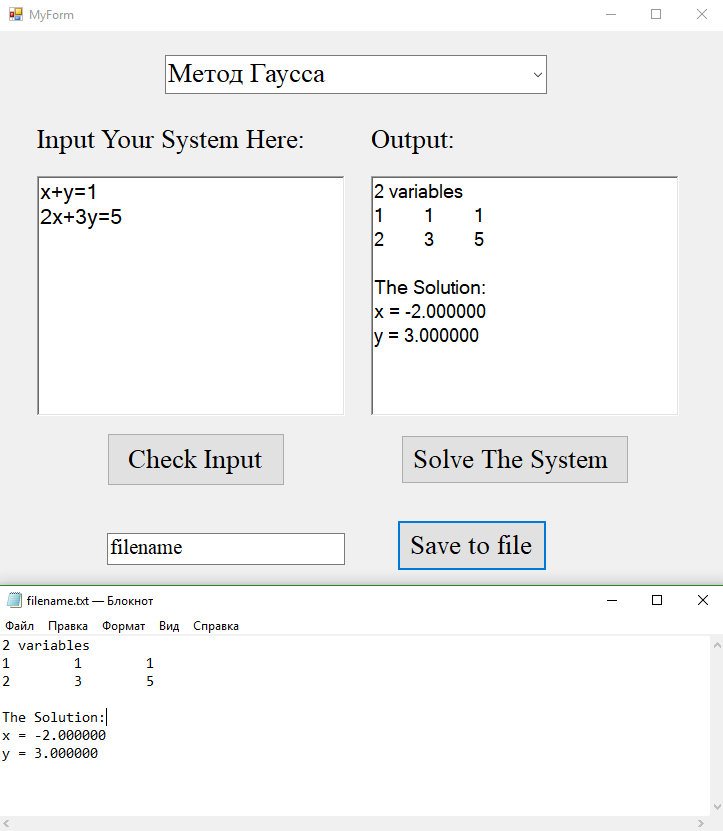 MyForm
Метод Гаусса
Input Your System Here:
x+y=1
2x+3y=5
Output:
2 variables
1 1 1
2 3 5
The Solution:
x = -2.000000
y = 3.000000
Check Input
Solve The System
filename
Save to file
filename.txt — Блокнот
Файл Правка Формат Вид Справка
2 variables
1 1 1
2 3 5
The Solution:
x = -2.000000
y = 3.000000